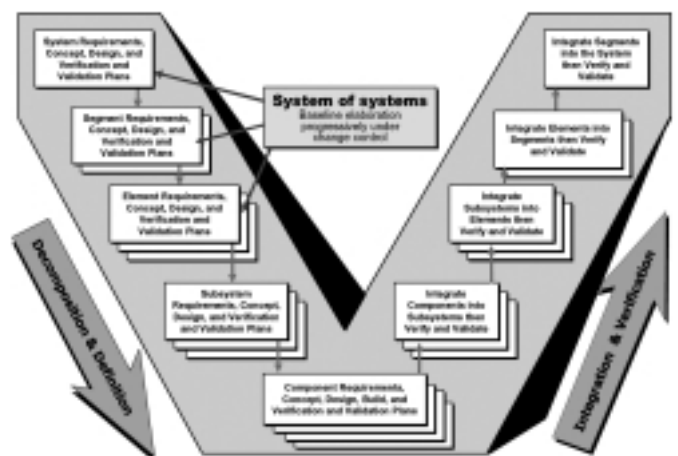 System Requirements,
Concept, Design, and
Verification and
Validation Plans
Segment Requirements,
Concept, Design, and
Verification and
Validation Plans
Element Requirements,
Concept, Design, and
Verification and
Validation Plans
Subsystem
Requirements, Concept,
Design, and Verification
and Validation Plans
Component Requirements,
Concept, Design, Build, and
Verification and Validation Plans
System of systems
Baseline elaboration
progressively under
change control
Integrate Segments
into the System
then Verify and
Validate
Integrate Elements into
Segments then Verify
and Validate
Integrate
Subsystems into
Elements then
Verify and Validate
Integrate
Components into
Subsystems then
Verify and Validate
Decomposition & Definition
Integration & Verification